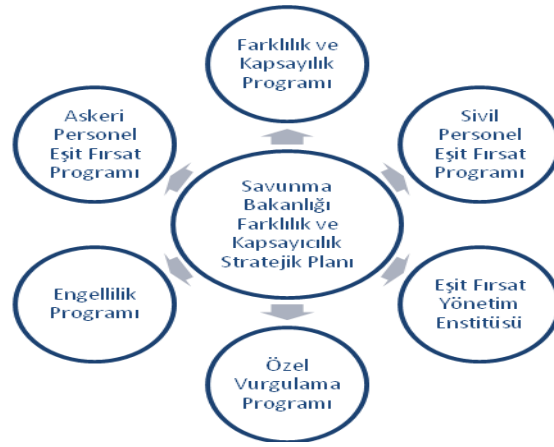 Farklılık ve
Kapsayılık
Programı
Askeri
Personel
Eşit Fırsat
Programı
Sivil
Personel
Eşit Fırsat
Programı
Savunma
Bakanlığı
Farklılık ve
Kapsayıcılık
Stratejik Planı
Engellilik
Programı
Eşit Fırsat
Yönetim
Enstitüsü
Özel
Vurgulama
Programı